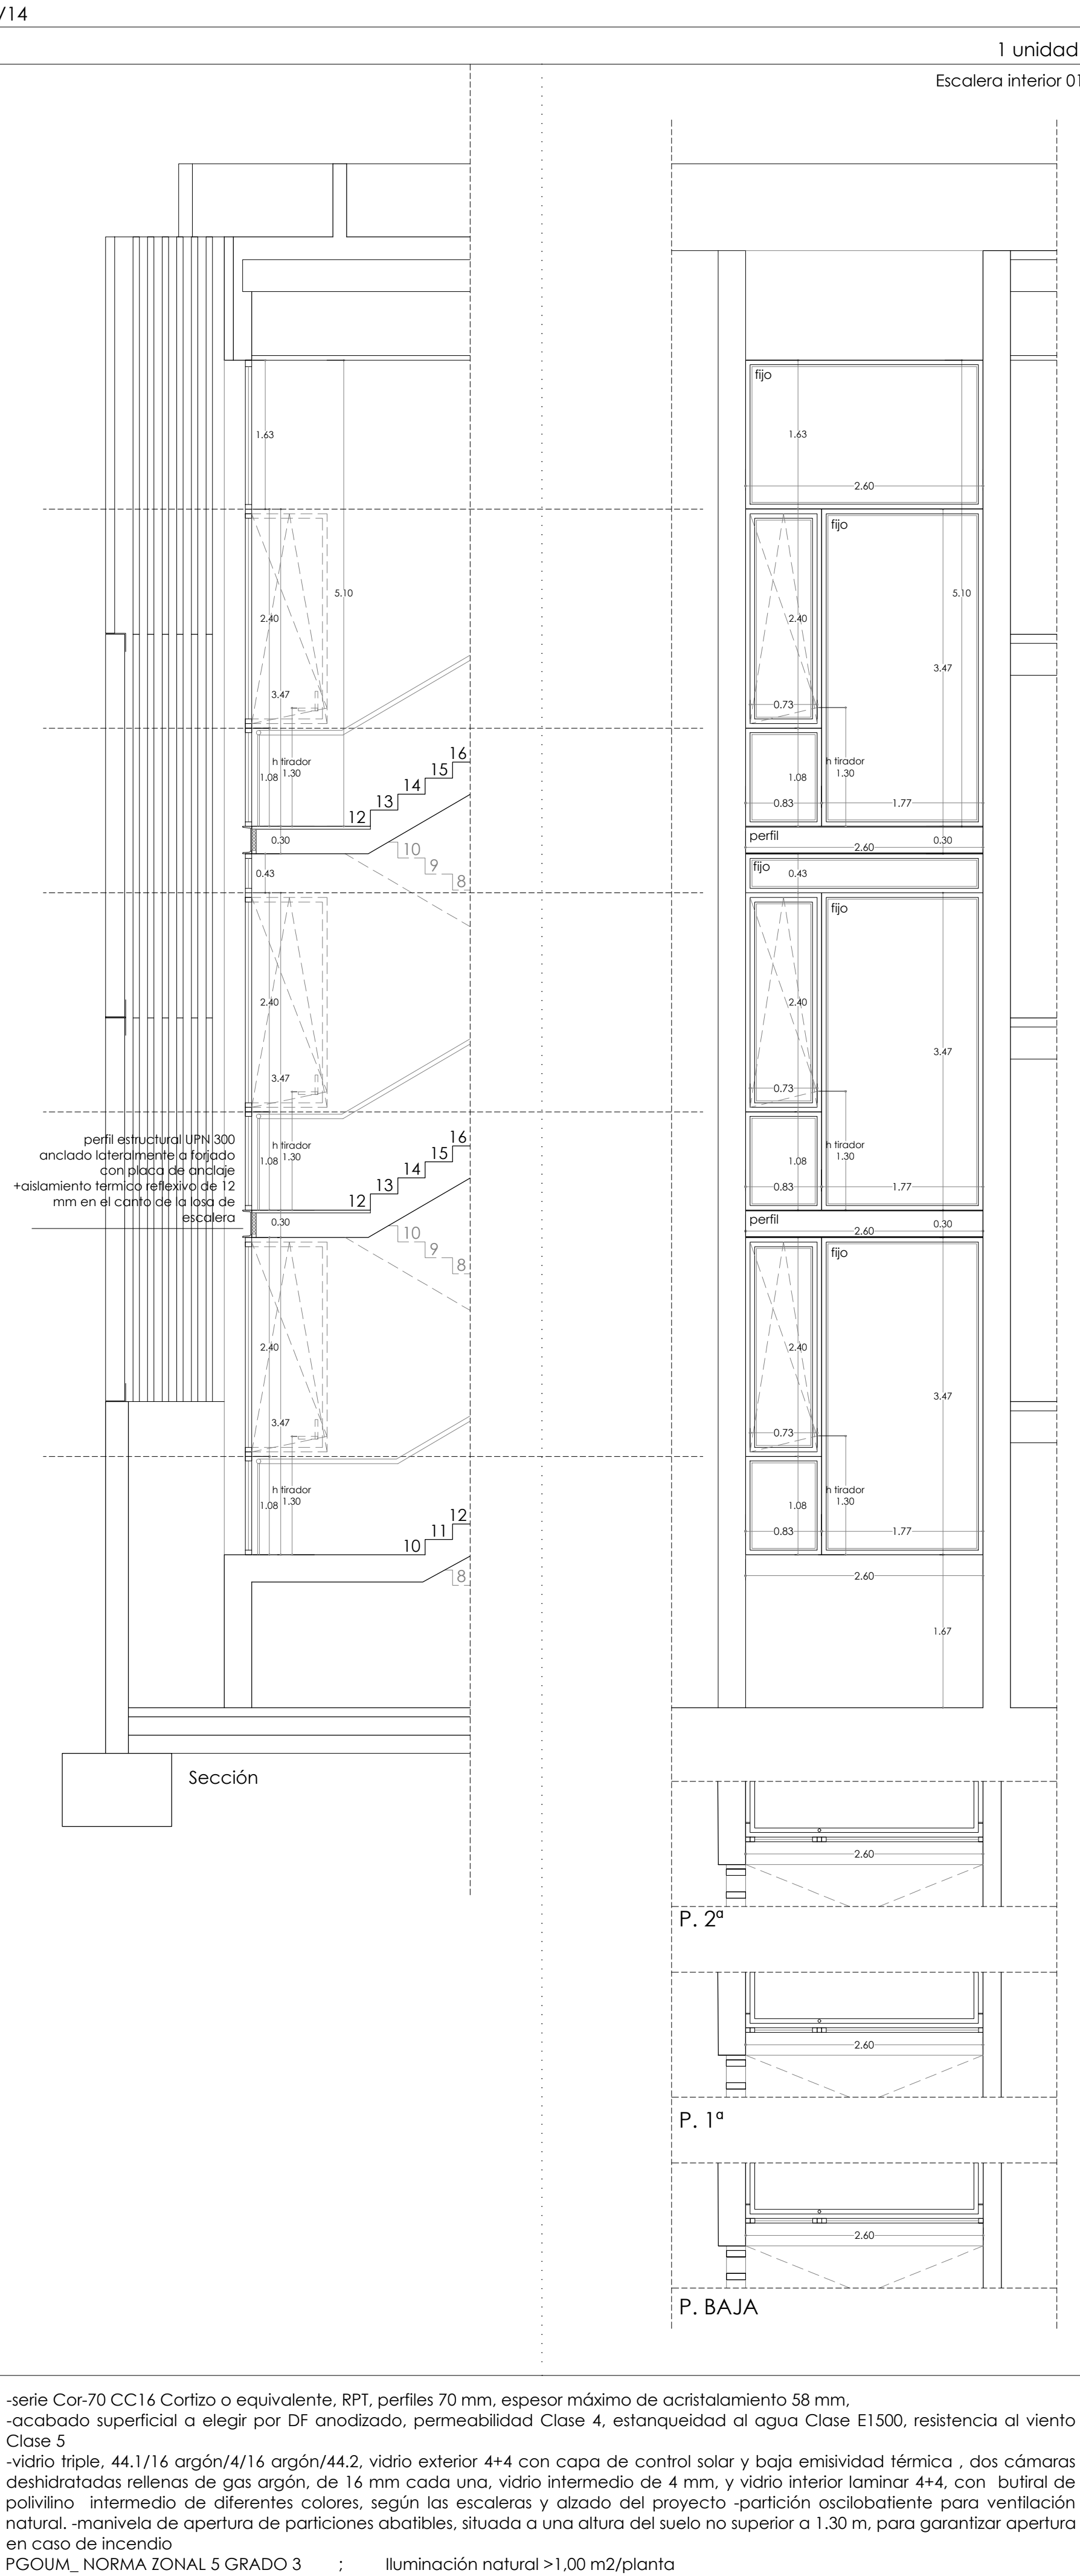 /14
1 unidad
Escalera interior 01
1.63
5.10
2.40
3.47
h tirador
1.30
1.08
16
15
14
13
12
0.30
10
9
8
0.43
2.40
3.47
h tirador
1.30
1.08
perfil estructural UPN 300
anclado lateralmente a forjado
con placa de anclaje
+aislamiento termico reflexivo de 12
mm en el canto de la losa de
escalera
16
15
14
13
12
0.30
10
9
8
2.40
3.47
h tirador
1.30
1.08
12
11
10
8
Sección
fijo
1.63
2.60
fijo
5.10
2.40
3.47
0.73
h tirador
1.30
1.08
0.83
1.77
perfil
2.60
0.30
fijo
0.43
fijo
2.40
3.47
0.73
h tirador
1.30
1.08
0.83
1.77
perfil
2.60
0.30
fijo
2.40
3.47
0.73
h tirador
1.30
1.08
0.83
1.77
2.60
1.67
2.60
P. 2ª
2.60
P. 1ª
2.60
P. BAJA
-serie Cor-70 CC16 Cortizo o equivalente, RPT, perfiles 70 mm, espesor máximo de acristalamiento 58 mm,
-acabado superficial a elegir por DF anodizado, permeabilidad Clase 4, estanqueidad al agua Clase E1500, resistencia al viento
Clase 5
-vidrio triple, 44.1/16 argón/4/16 argón/44.2, vidrio exterior 4+4 con capa de control solar y baja emisividad térmica , dos cámaras
deshidratadas rellenas de gas argón, de 16 mm cada una, vidrio intermedio de 4 mm, y vidrio interior laminar 4+4, con butiral de
polivilino intermedio de diferentes colores, según las escaleras y alzado del proyecto -partición oscilobatiente para ventilación
natural. -manivela de apertura de particiones abatibles, situada a una altura del suelo no superior a 1.30 m, para garantizar apertura
en caso de incendio
PGOUM_ NORMA ZONAL 5 GRADO 3 ; Iluminación natural >1,00 m2/planta